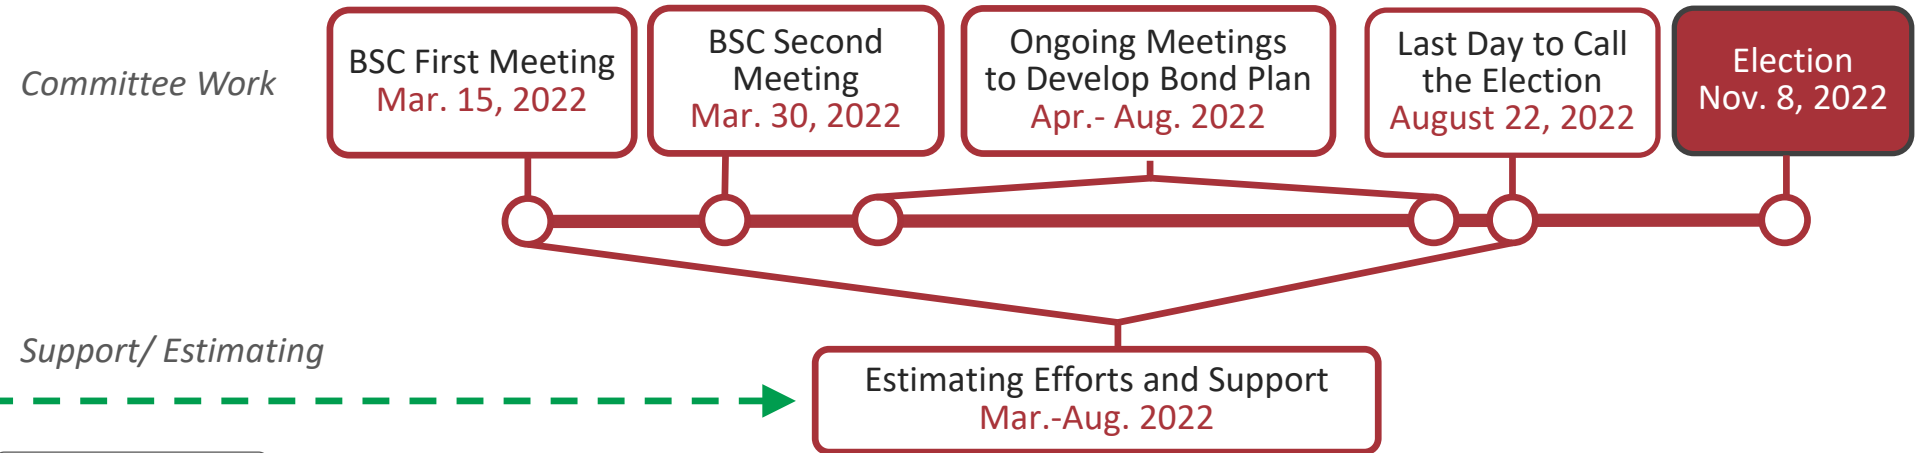 Committee Work
BSC First Meeting
Mar. 15, 2022
BSC Second
Meeting
Mar. 30, 2022
Ongoing Meetings
to Develop Bond Plan
Apr.- Aug. 2022
Last Day to Call
the Election
August 22, 2022
Election
Nov. 8, 2022
Support/ Estimating
Estimating Efforts and Support
Mar.-Aug. 2022